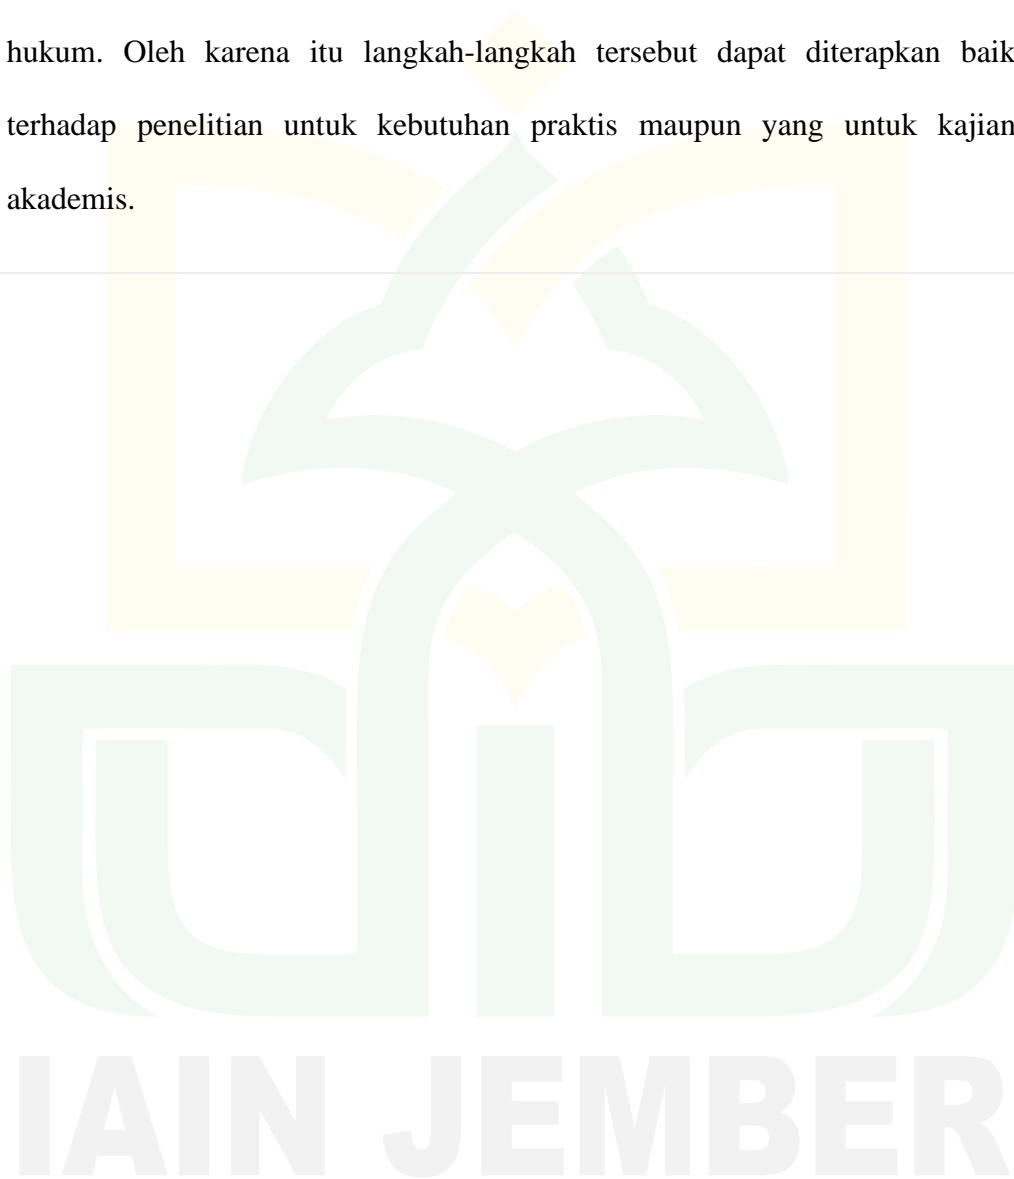 hukum. Oleh karena itu langkah-langkah tersebut dapat diterapkan baik
terhadap penelitian untuk kebutuhan praktis maupun yang untuk kajian
akademis.
IAIN JEMBER